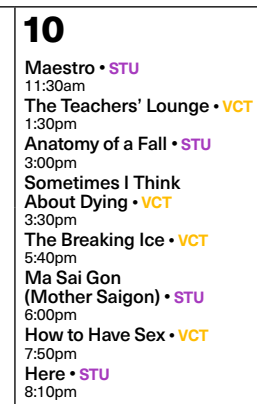 10
Maestro • STU
11:30am
The Teachers' Lounge • VCT
1:30pm
Anatomy of a Fall • STU
3:00pm
Sometimes I Think
About Dying • VCT
3:30pm
The Breaking Ice • VCT
5:40pm
Ma Sai Gon
(Mother Saigon) • STU
6:00pm
How to Have Sex • VCT
7:50pm
Here • STU
8:10pm